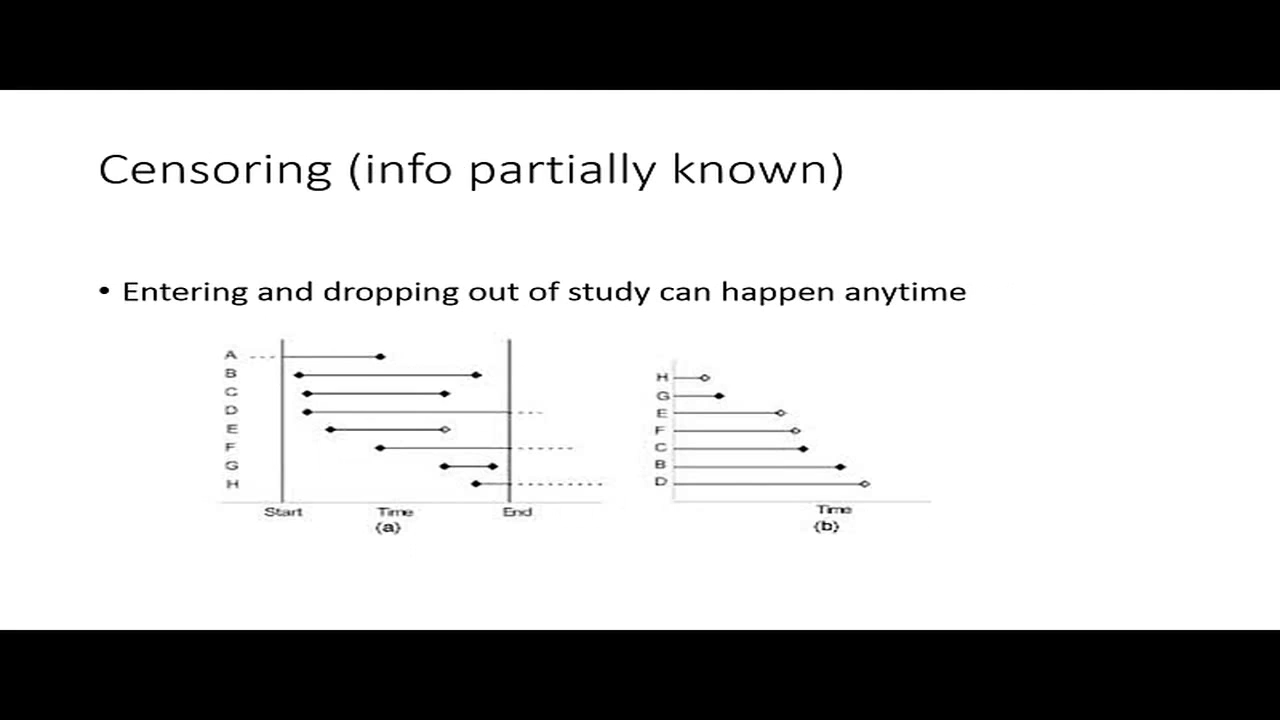 Censoring (info partially known)
• Entering and dropping out of study can happen anytime
A
B
C
D
E
F
G
H
Start Time End
(a)
H
G
E
F
C
B
D
Time
(b)